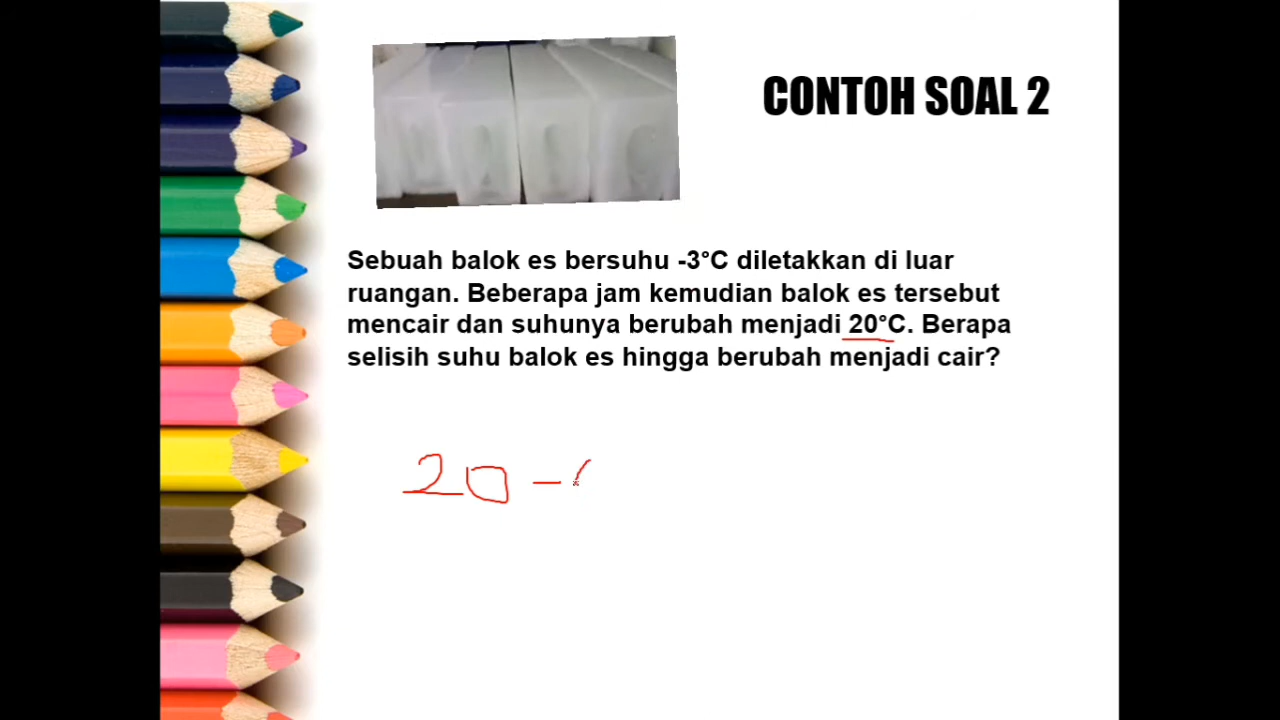 CONTOH SOAL 2
Sebuah balok es bersuhu -3°C diletakkan di luar
ruangan. Beberapa jam kemudian balok es tersebut
mencair dan suhunya berubah menjadi 20°C. Berapa
selisih suhu balok es hingga berubah menjadi cair?
20 - (